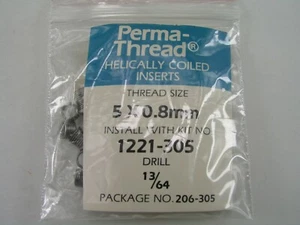 Perma-
Thread®
HELICALLY COILED
INSERTS
THREAD SIZE
5 X 0.8mm
INSTALL WITH KIT NO
1221-305
DRILL
13/64
PACKAGE NO. 206-305